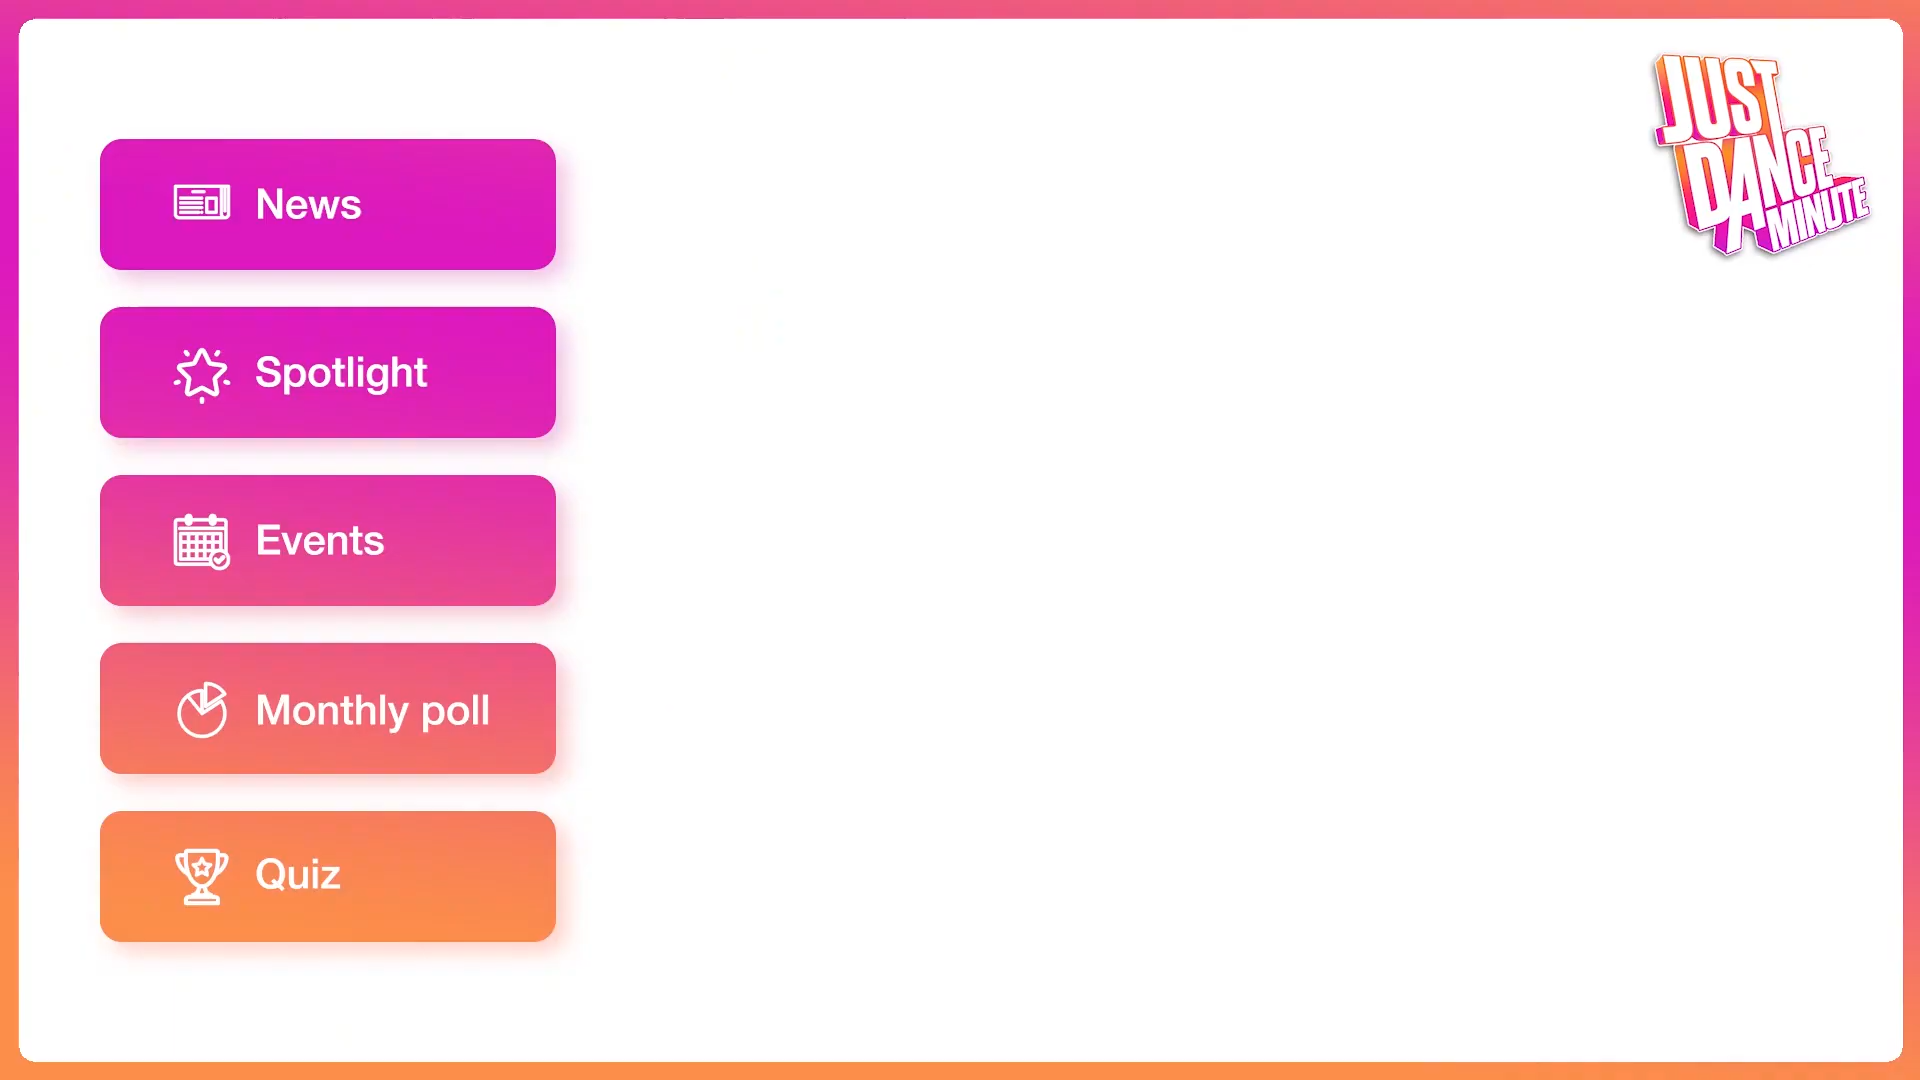 JUST
DANCE
MINUTE
News
Spotlight
Events
Monthly poll
Quiz